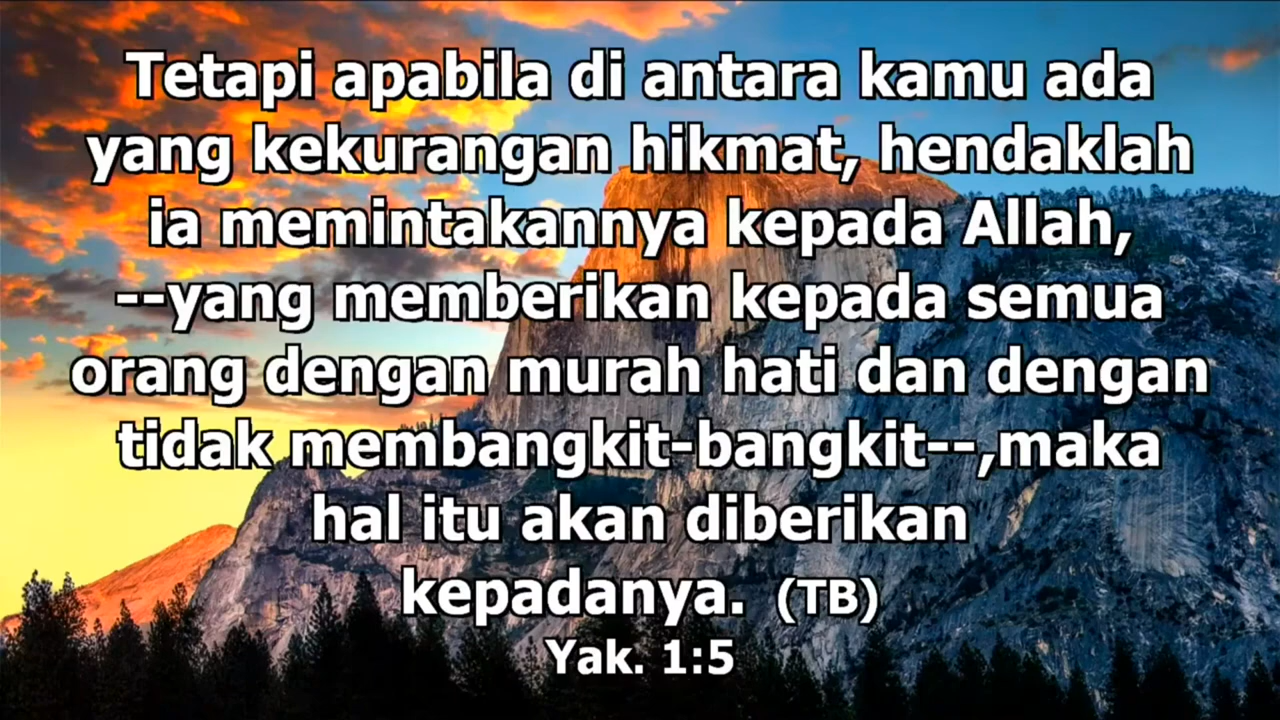 Tetapi apabila di antara kamu ada
yang kekurangan hikmat, hendaklah
ia memintakannya kepada Allah,
--yang memberikan kepada semua
orang dengan murah hati dan dengan
tidak membangkit-bangkit--,maka
hal itu akan diberikan
kepadanya. (TB)
Yak. 1:5